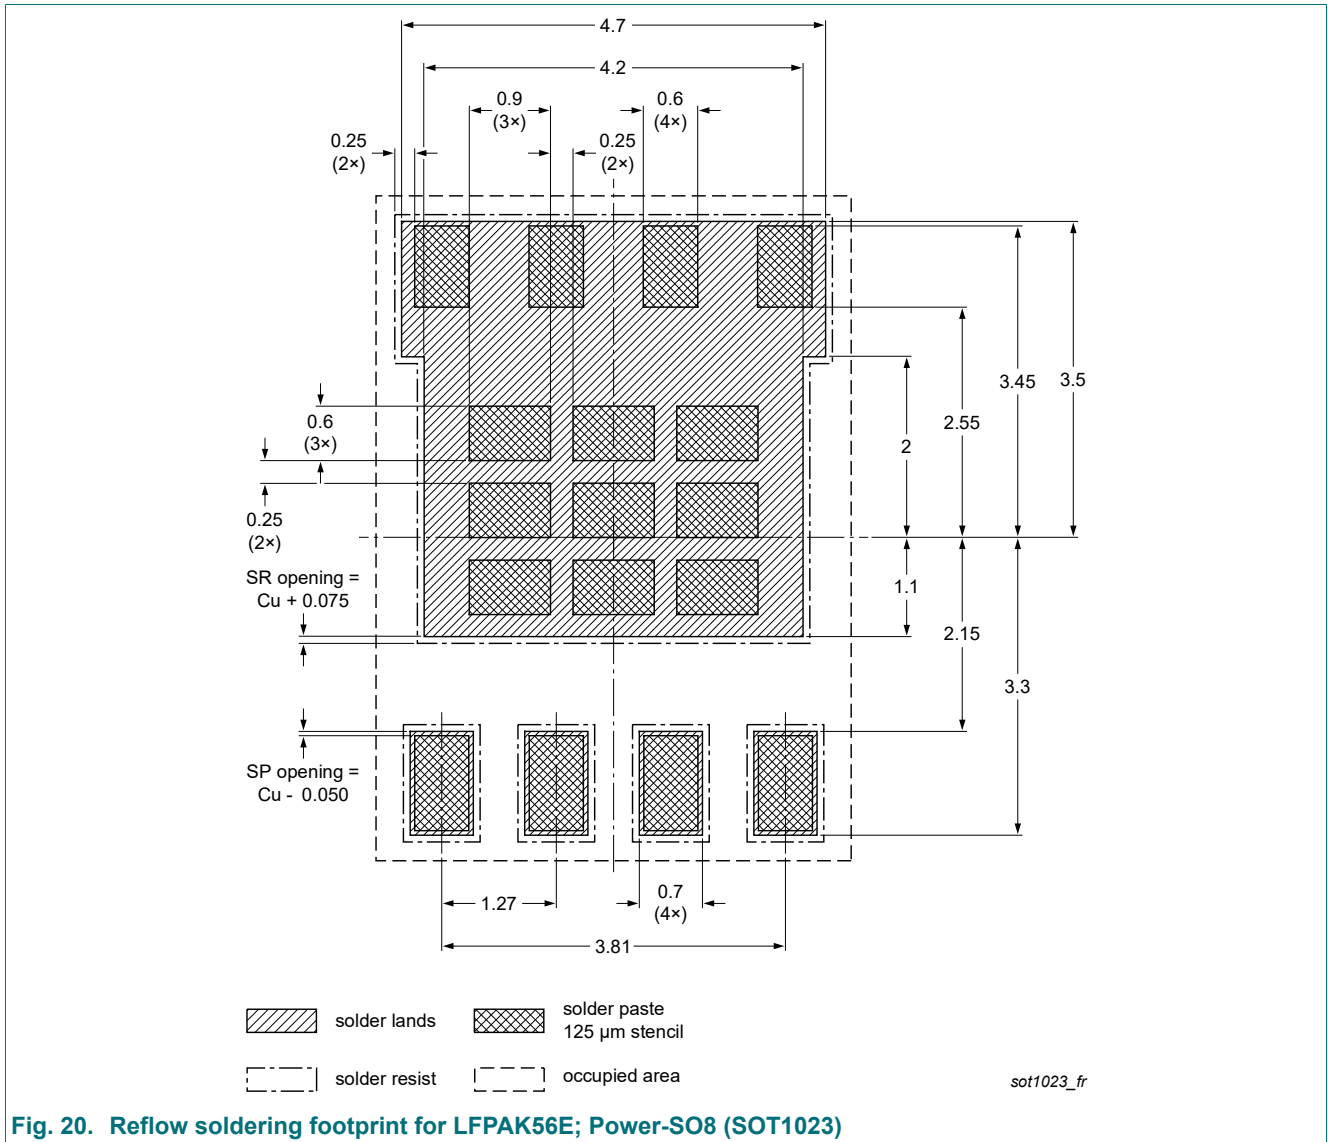 4.7
4.2
0.9
(3×)
0.6
(4×)
0.25
(2×)
0.25
(2×)
3.45
3.5
2.55
2
0.6
(3×)
0.25
(2×)
SR opening =
Cu + 0.075
1.1
2.15
3.3
SP opening =
Cu - 0.050
1.27
0.7
(4×)
3.81
solder lands
solder paste
125 µm stencil
solder resist
occupied area
sot1023_fr
Fig. 20. Reflow soldering footprint for LFPAK56E; Power-SO8 (SOT1023)